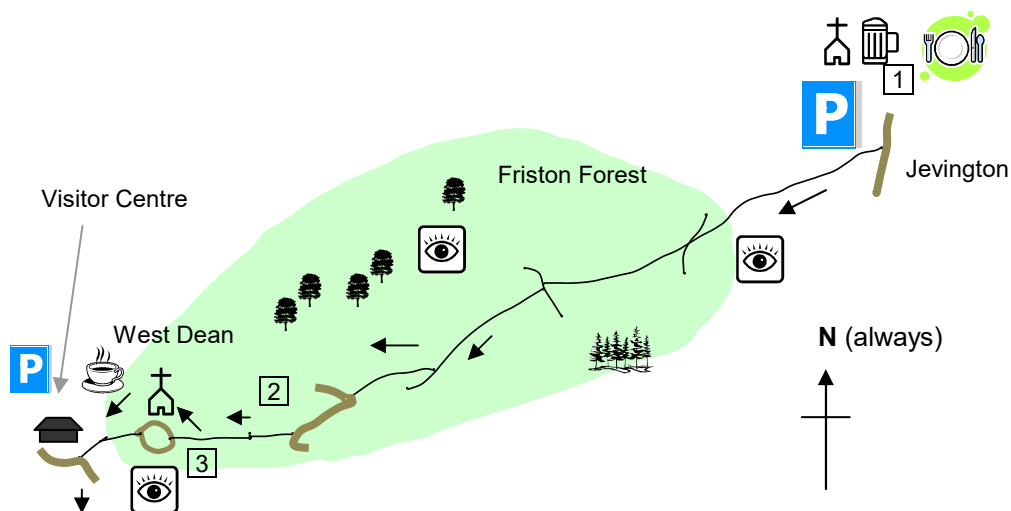 1
P
Jevington
Friston Forest
Visitor Centre
West Dean
N (always)
P
2
3